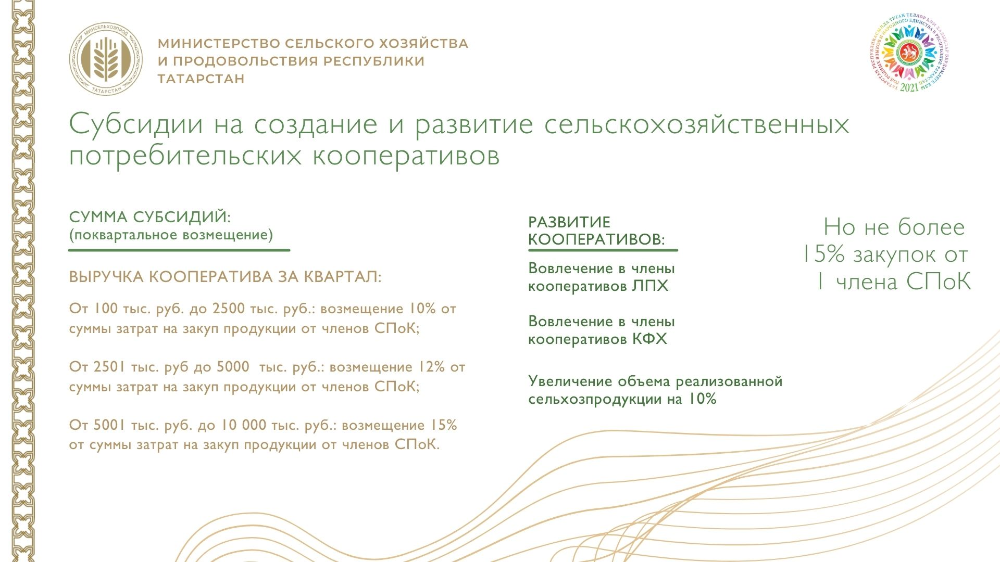 МИНСЕЛЬХОЗПРОД
ТАТАРСТАН
МИНИСТЕРСТВО СЕЛЬСКОГО ХОЗЯЙСТВА
И ПРОДОВОЛЬСТВИЯ РЕСПУБЛИКИ
ТАТАРСТАН
ТАТАРСТАН РЕСПУБЛИКАСЫНДА ТУГАН ТЕЛЛӘР ҺӘМ ХАЛЫКЛАР БЕРДӘМЛЕГЕ ЕЛЫ
ГОД РОДНЫХ ЯЗЫКОВ И НАРОДНОГО ЕДИНСТВА В РЕСПУБЛИКЕ ТАТАРСТАН
2021
Субсидии на создание и развитие сельскохозяйственных
потребительских кооперативов
СУММА СУБСИДИЙ:
(поквартальное возмещение)
ВЫРУЧКА КООПЕРАТИВА ЗА КВАРТАЛ:
От 100 тыс. руб. до 2500 тыс. руб.: возмещение 10% от
суммы затрат на закуп продукции от членов СПоК;
От 2501 тыс. руб до 5000  тыс. руб.: возмещение 12% от
суммы затрат на закуп продукции от членов СПоК;
От 5001 тыс. руб. до 10 000 тыс. руб.: возмещение 15%
от суммы затрат на закуп продукции от членов СПоК.
РАЗВИТИЕ
КООПЕРАТИВОВ:
Вовлечение в члены
кооперативов ЛПХ
Вовлечение в члены
кооперативов КФХ
Увеличение объема реализованной
сельхозпродукции на 10%
Но не более
15% закупок от
1 члена СПоК